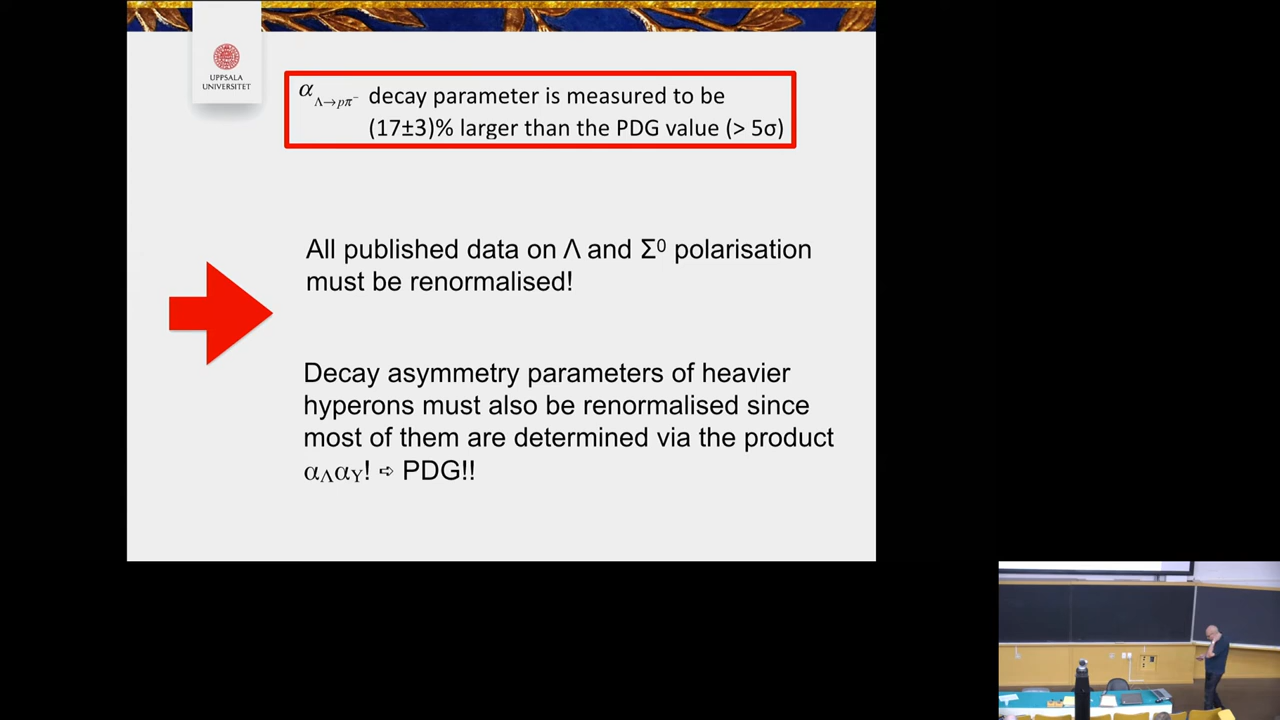 UPPSALA
UNIVERSITET
α Λ→pπ⁻ decay parameter is measured to be
(17±3)% larger than the PDG value (> 5σ)
All published data on Λ and Σ⁰ polarisation
must be renormalised!
Decay asymmetry parameters of heavier
hyperons must also be renormalised since
most of them are determined via the product
αΛαΥ! ➪ PDG!!